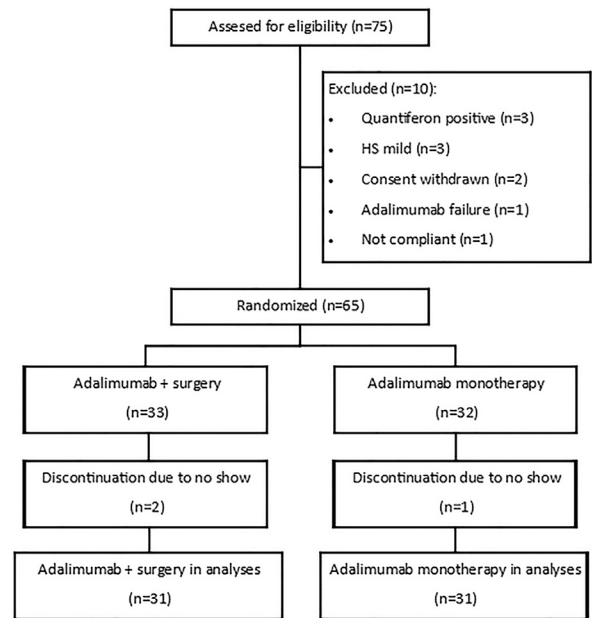 Assesed for eligibility (n=75)
Excluded (n=10):
• Quantiferon positive (n=3)
• HS mild (n=3)
• Consent withdrawn (n=2)
• Adalimumab failure (n=1)
• Not compliant (n=1)
Randomized (n=65)
Adalimumab + surgery
(n=33)
Adalimumab monotherapy
(n=32)
Discontinuation due to no show
(n=2)
Discontinuation due to no show
(n=1)
Adalimumab + surgery in analyses
(n=31)
Adalimumab monotherapy in analyses
(n=31)